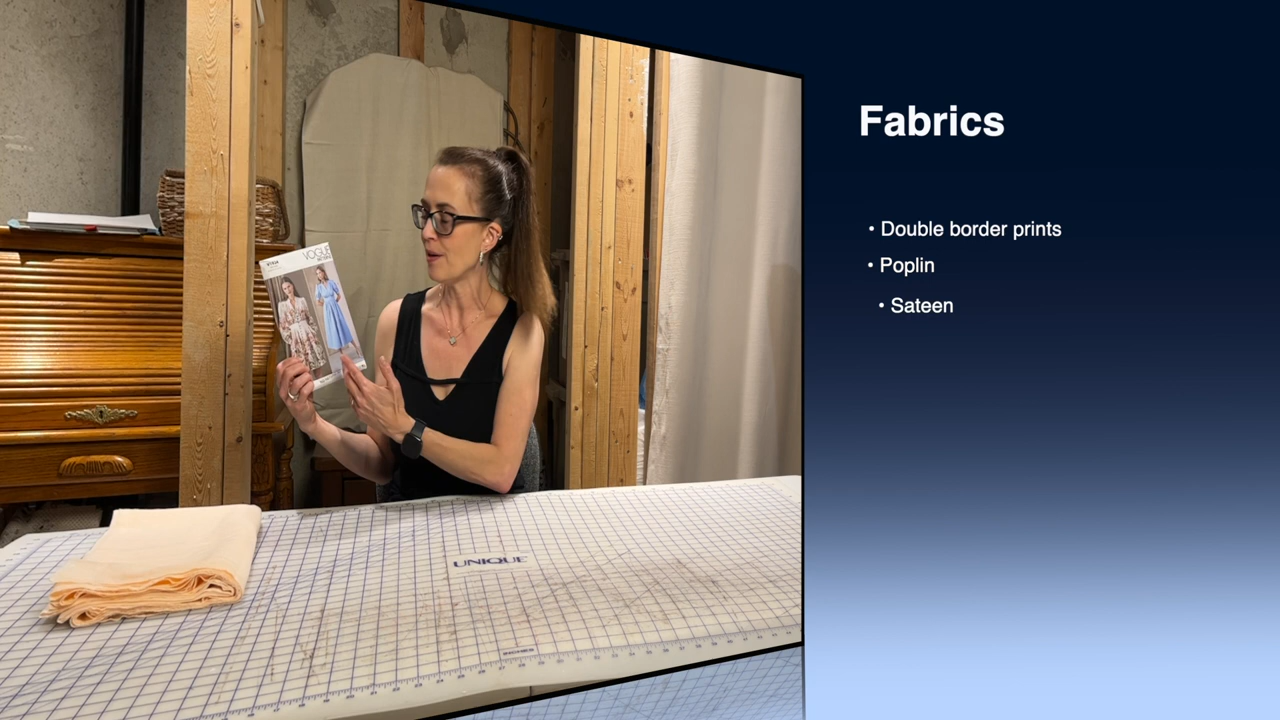 Fabrics
• Double border prints
• Poplin
• Sateen
VOGUE
UNIQUE